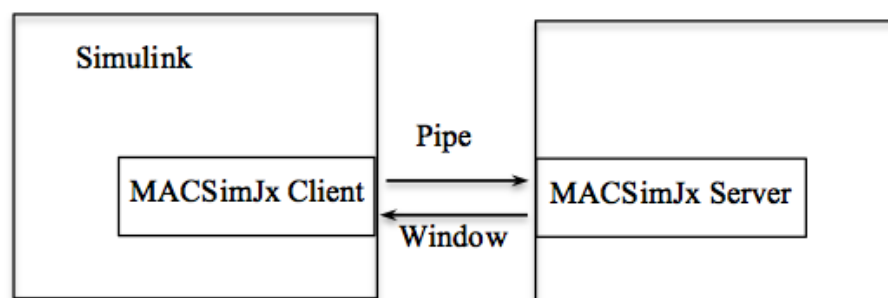 Simulink
Pipe
MACSimJx Client
MACSimJx Server
Window